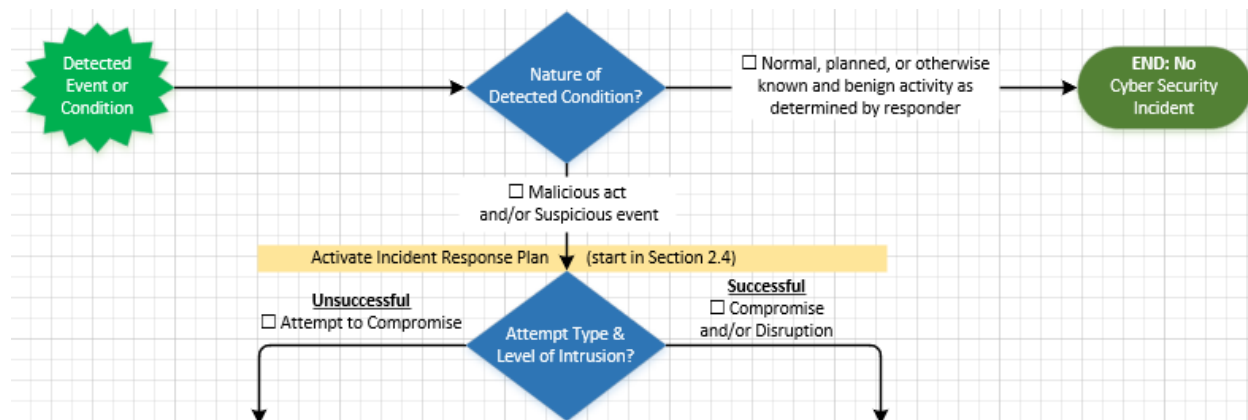 Detected
Event or
Condition
Nature of
Detected Condition?
☐ Normal, planned, or otherwise
known and benign activity as
determined by responder
END: No
Cyber Security
Incident
☐ Malicious act
and/or Suspicious event
Activate Incident Response Plan (start in Section 2.4)
Unsuccessful
☐ Attempt to Compromise
Attempt Type &
Level of Intrusion?
Successful
☐ Compromise
and/or Disruption